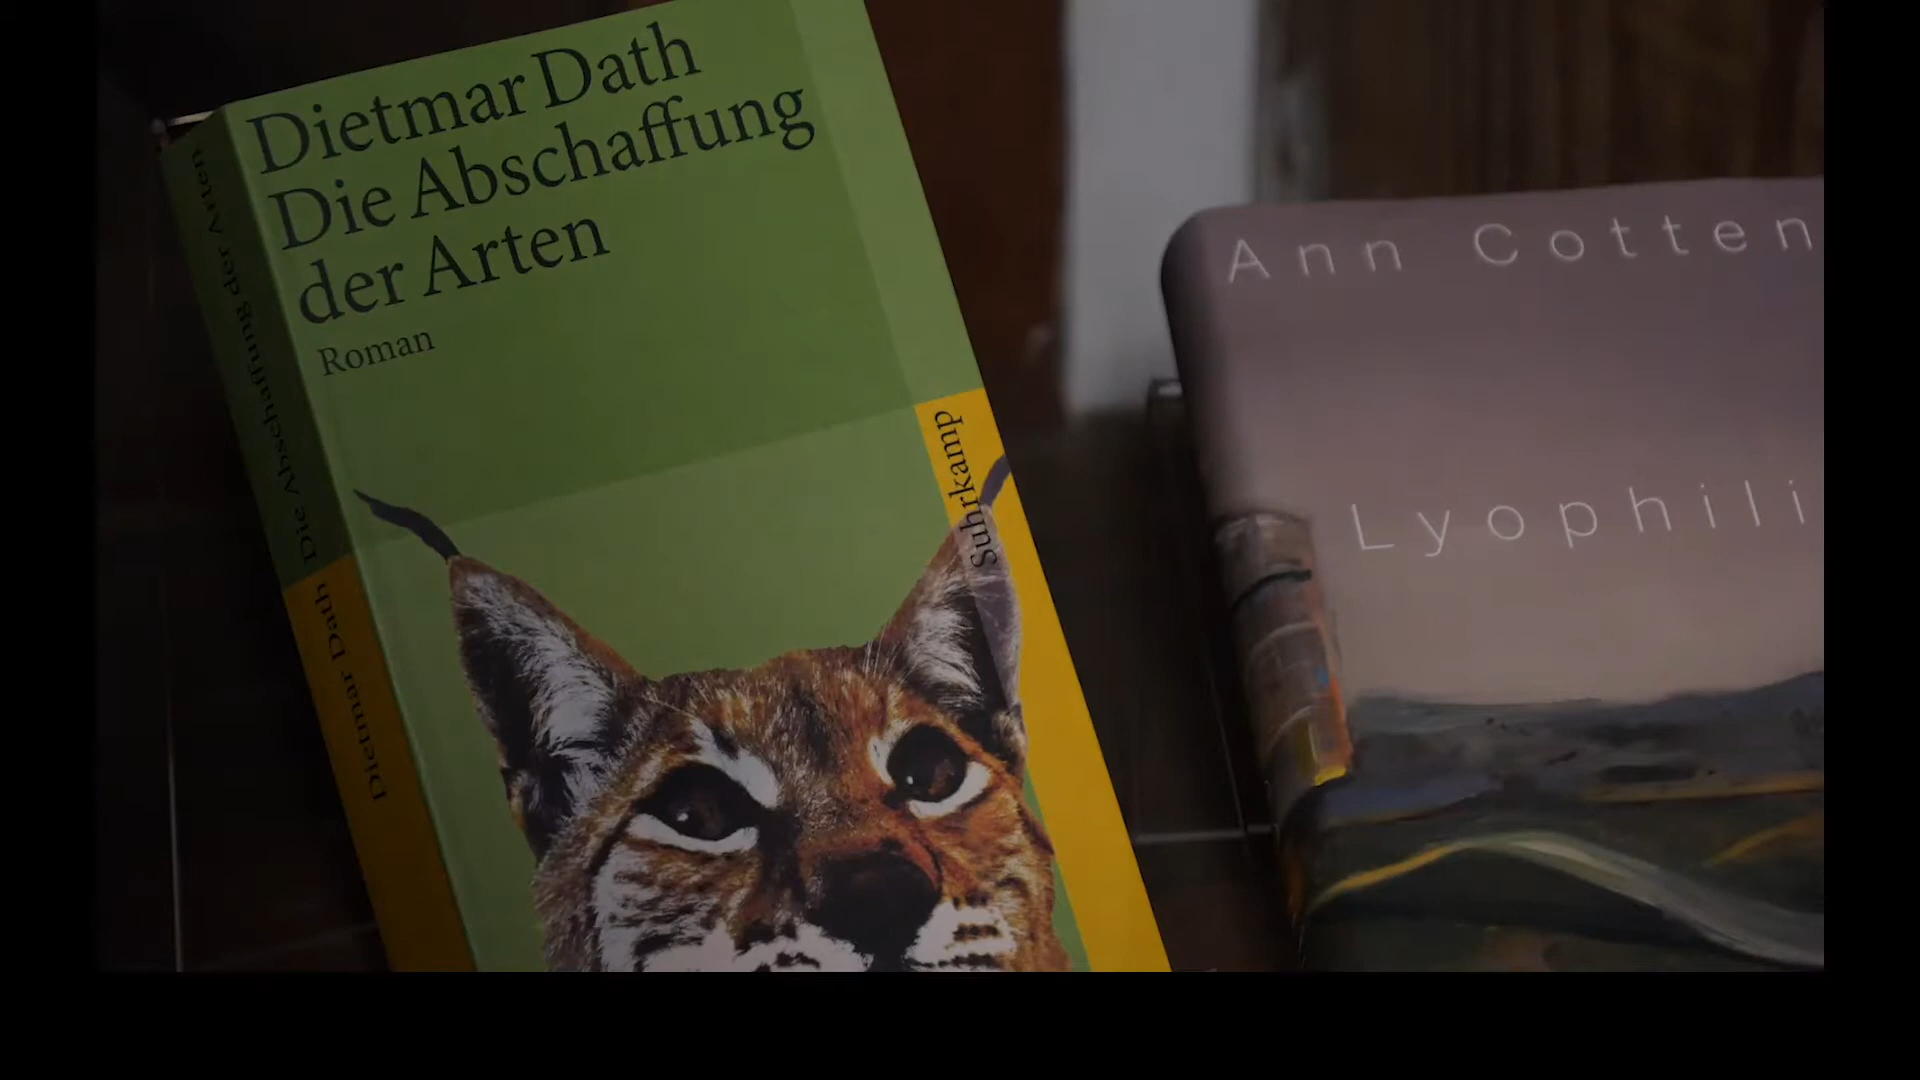 Dietmar Dath
Die Abschaffung
der Arten
Roman
Suhrkamp
Dietmar Dath Die Abschaffung der Arten
Ann Cotten
Lyophili